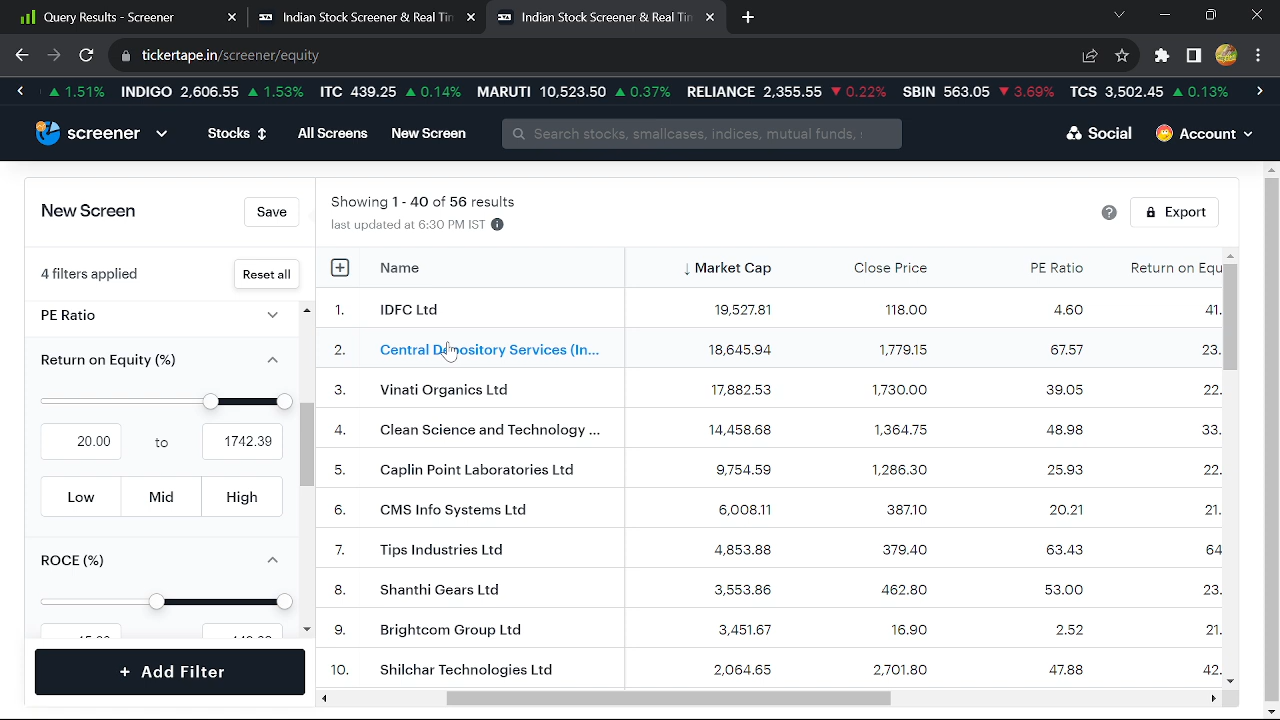 Query Results - Screener
Indian Stock Screener & Real Tin
Indian Stock Screener & Real Tin
tickertape.in/screener/equity
1.51% INDIGO 2,606.55 1.53% ITC 439.25 0.14% MARUTI 10,523.50 0.37% RELIANCE 2,355.55 0.22% SBIN 563.05 3.69% TCS 3,502.45 0.13%
screener Stocks All Screens New Screen Search stocks, smallcases, indices, mutual funds, Social Account
New Screen Save
Showing 1 - 40 of 56 results
last updated at 6:30 PM IST
Export
4 filters applied Reset all
PE Ratio
Return on Equity (%)
20.00 to 1742.39
Low Mid High
ROCE (%)
+ Add Filter
Name ↓ Market Cap Close Price PE Ratio Return on Equ
1. IDFC Ltd 19,527.81 118.00 4.60 41.
2. Central Depository Services (In... 18,645.94 1,779.15 67.57 23.
3. Vinati Organics Ltd 17,882.53 1,730.00 39.05 22.
4. Clean Science and Technology ... 14,458.68 1,364.75 48.98 33.
5. Caplin Point Laboratories Ltd 9,754.59 1,286.30 25.93 22.
6. CMS Info Systems Ltd 6,008.11 387.10 20.21 21.
7. Tips Industries Ltd 4,853.88 379.40 63.43 64
8. Shanthi Gears Ltd 3,553.86 462.80 53.00 23.
9. Brightcom Group Ltd 3,451.67 16.90 2.52 21.
10. Shilchar Technologies Ltd 2,064.65 2,701.80 47.88 42.